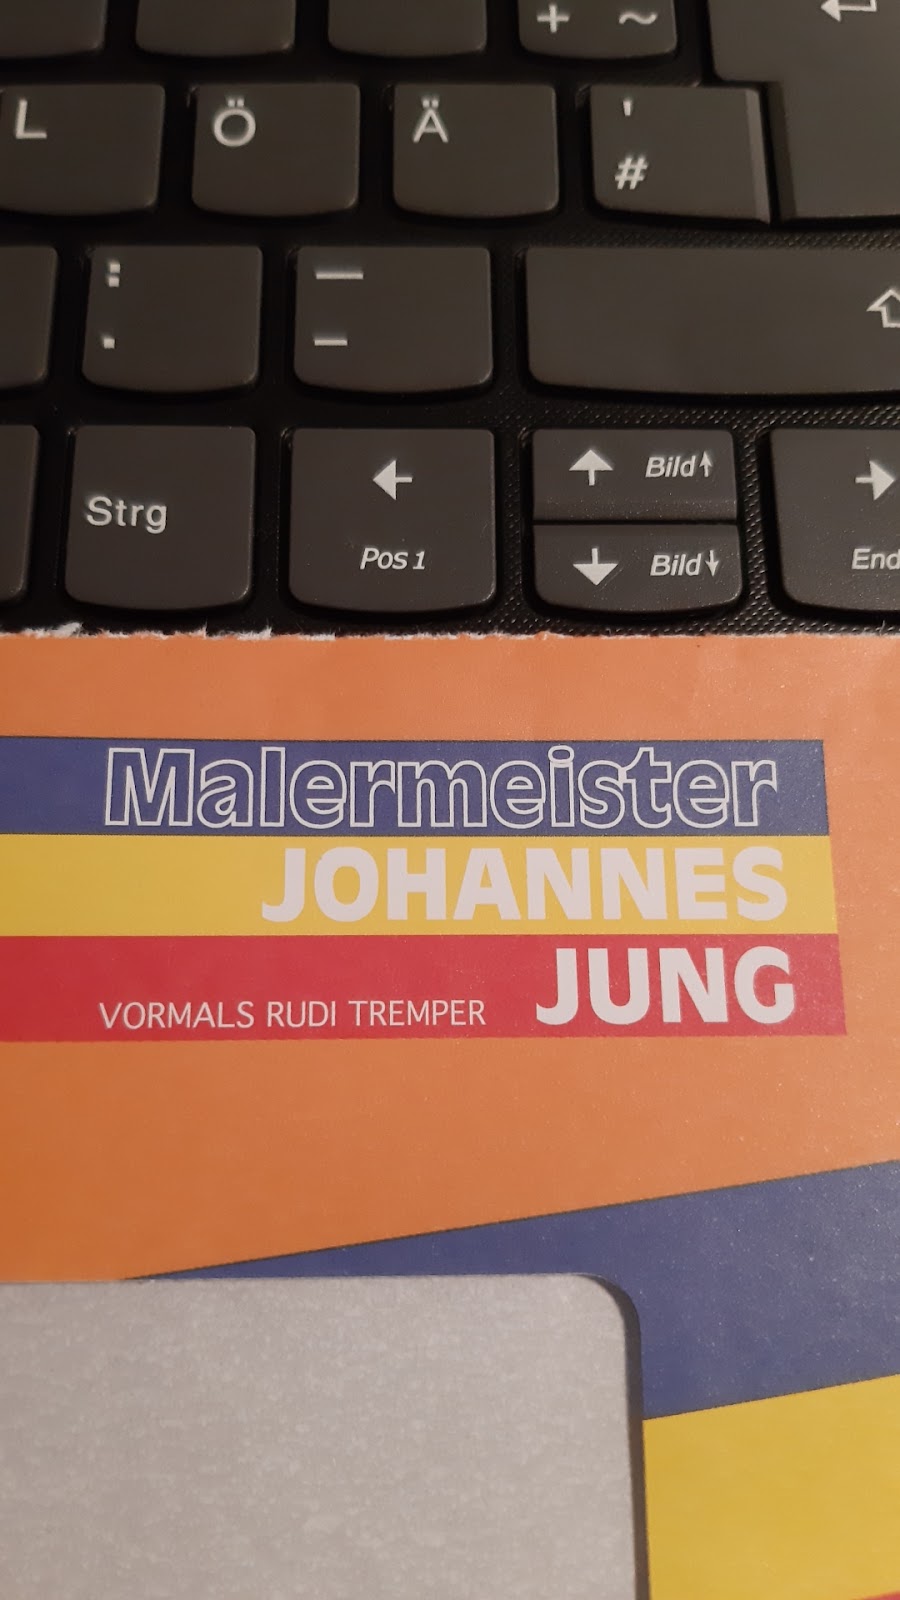 + ~
L Ö Ä '
#
: —
. –
Strg ← Pos 1 ↑ Bild↑ → End
↓ Bild↓
Malermeister
JOHANNES
JUNG
VORMALS RUDI TREMPER